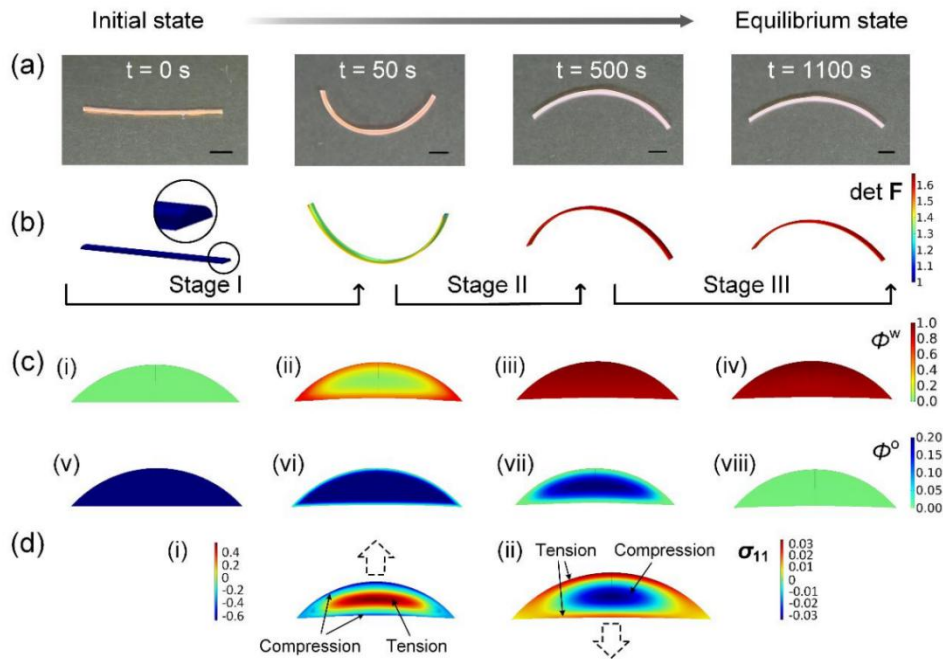 Initial state
Equilibrium state
(a)
t = 0 s
t = 50 s
t = 500 s
t = 1100 s
(b)
det F
1.6
1.5
1.4
1.3
1.2
1.1
1
Stage I
Stage II
Stage III
(c)
(i)
(ii)
(iii)
(iv)
Φʷ
1.0
0.8
0.6
0.4
0.2
0.0
(v)
(vi)
(vii)
(viii)
Φᵒ
0.20
0.15
0.10
0.05
0.00
(d)
(i)
0.4
0.2
0
-0.2
-0.4
-0.6
Compression
Tension
(ii)
Tension
Compression
σ₁₁
0.03
0.02
0.01
0
-0.01
-0.02
-0.03